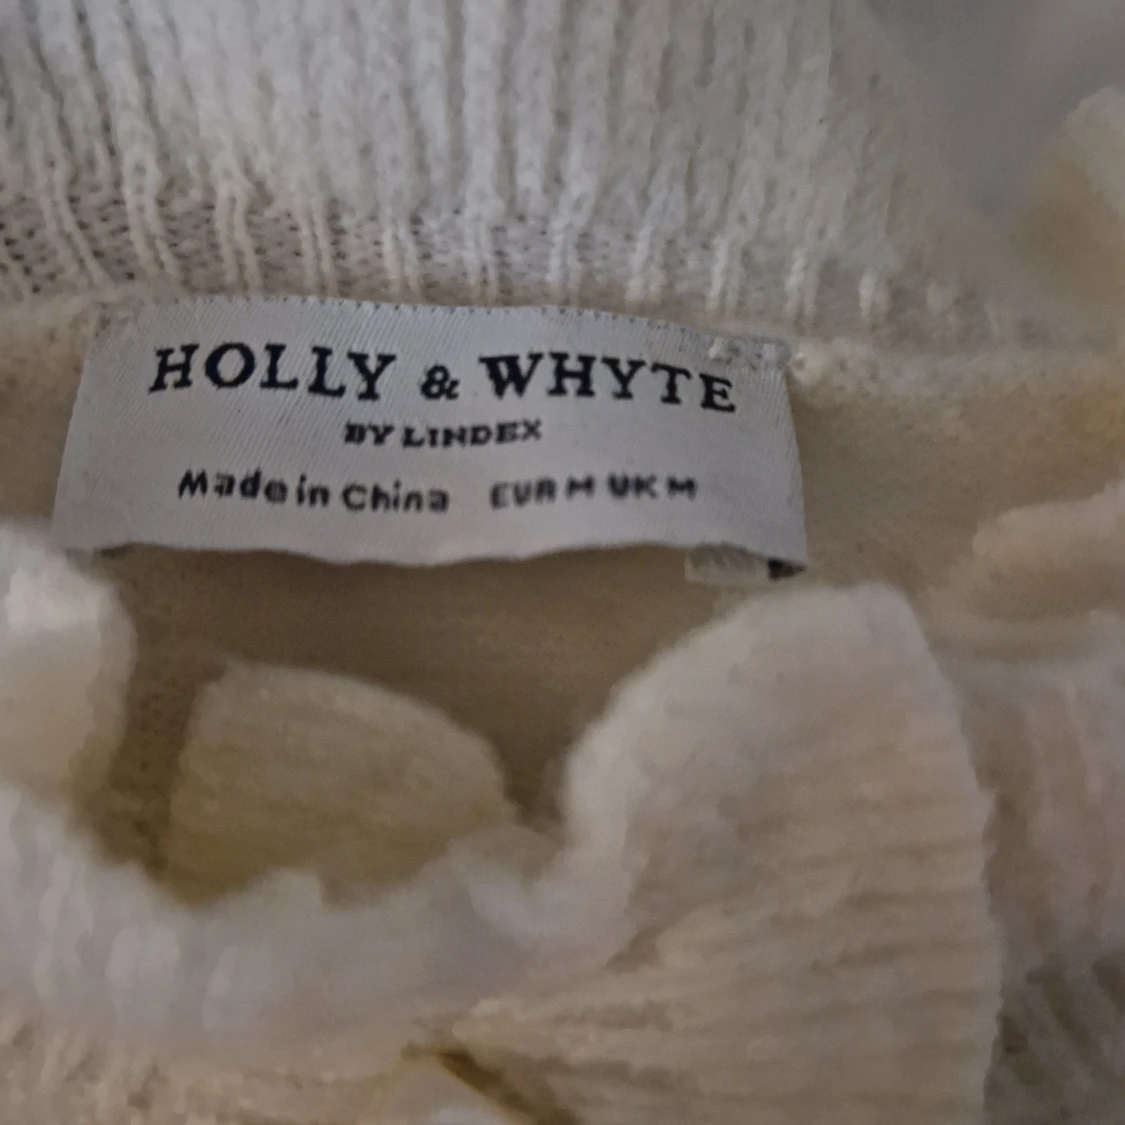 HOLLY & WHYTE
BY LINDEX
Made in China EUR M UK M